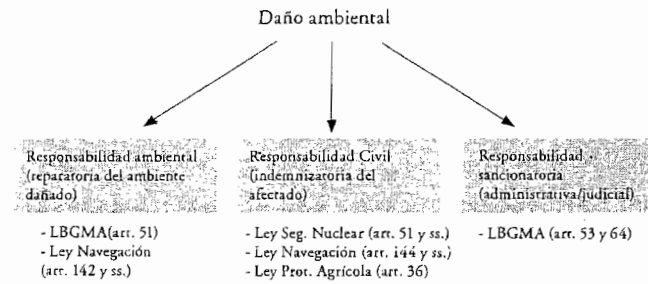 Daño ambiental
Responsabilidad ambiental
(reparatoria del ambiente
dañado)
- LBGMA(art. 51)
- Ley Navegación
(art. 142 y ss.)
Responsabilidad Civil
(indemnizatoria del
afectado)
- Ley Seg. Nuclear (art. 51 y ss.)
- Ley Navegación (art. 144 y ss.)
- Ley Prot. Agrícola (art. 36)
Responsabilidad
sancionatoria
(administrativa/judicial)
- LBGMA (art. 53 y 64)